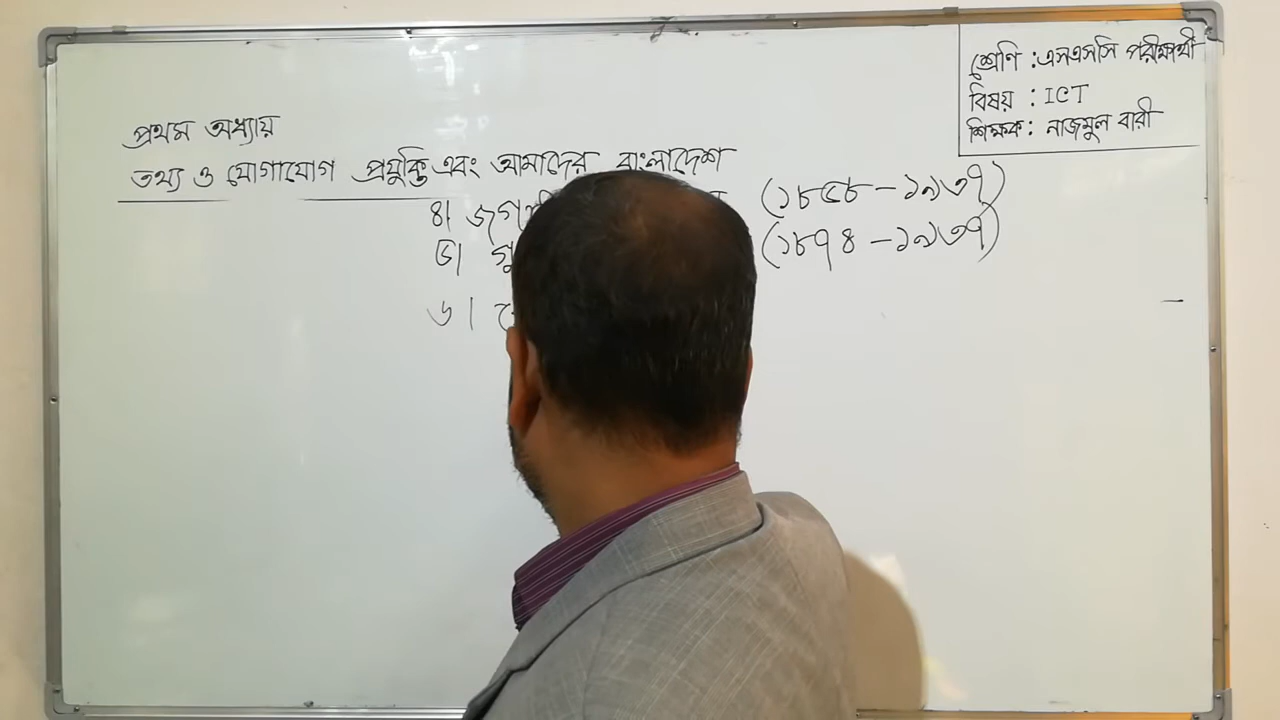 শ্রেণি : এসএসসি পরীক্ষার্থী
বিষয় : ICT
শিক্ষক : নাজমুল বারী
প্রথম অধ্যায়
তথ্য ও যোগাযোগ প্রযুক্তি এবং আমাদের বাংলাদেশ
৪। (১৮৫৮ – ১৯৩৭)
৫। (১৮৭৪ – ১৯৩৭)
৬।